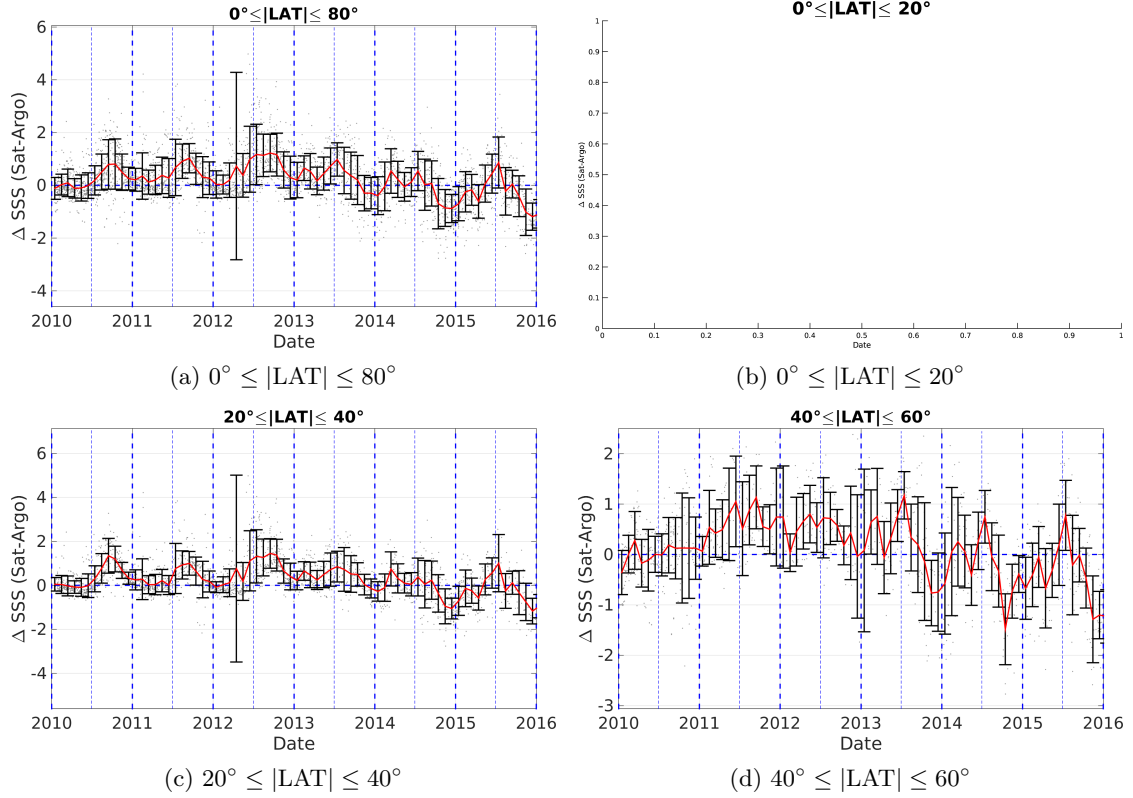 0°≤|LAT|≤ 80°
6
4
2
0
-2
-4
Δ SSS (Sat-Argo)
2010 2011 2012 2013 2014 2015 2016
Date
(a) 0° ≤ |LAT| ≤ 80°
0°≤|LAT|≤ 20°
1
0.9
0.8
0.7
0.6
0.5
0.4
0.3
0.2
0.1
0
Δ SSS (Sat-Argo)
0 0.1 0.2 0.3 0.4 0.5 0.6 0.7 0.8 0.9 1
Date
(b) 0° ≤ |LAT| ≤ 20°
20°≤|LAT|≤ 40°
6
4
2
0
-2
-4
Δ SSS (Sat-Argo)
2010 2011 2012 2013 2014 2015 2016
Date
(c) 20° ≤ |LAT| ≤ 40°
40°≤|LAT|≤ 60°
2
1
0
-1
-2
-3
Δ SSS (Sat-Argo)
2010 2011 2012 2013 2014 2015 2016
Date
(d) 40° ≤ |LAT| ≤ 60°